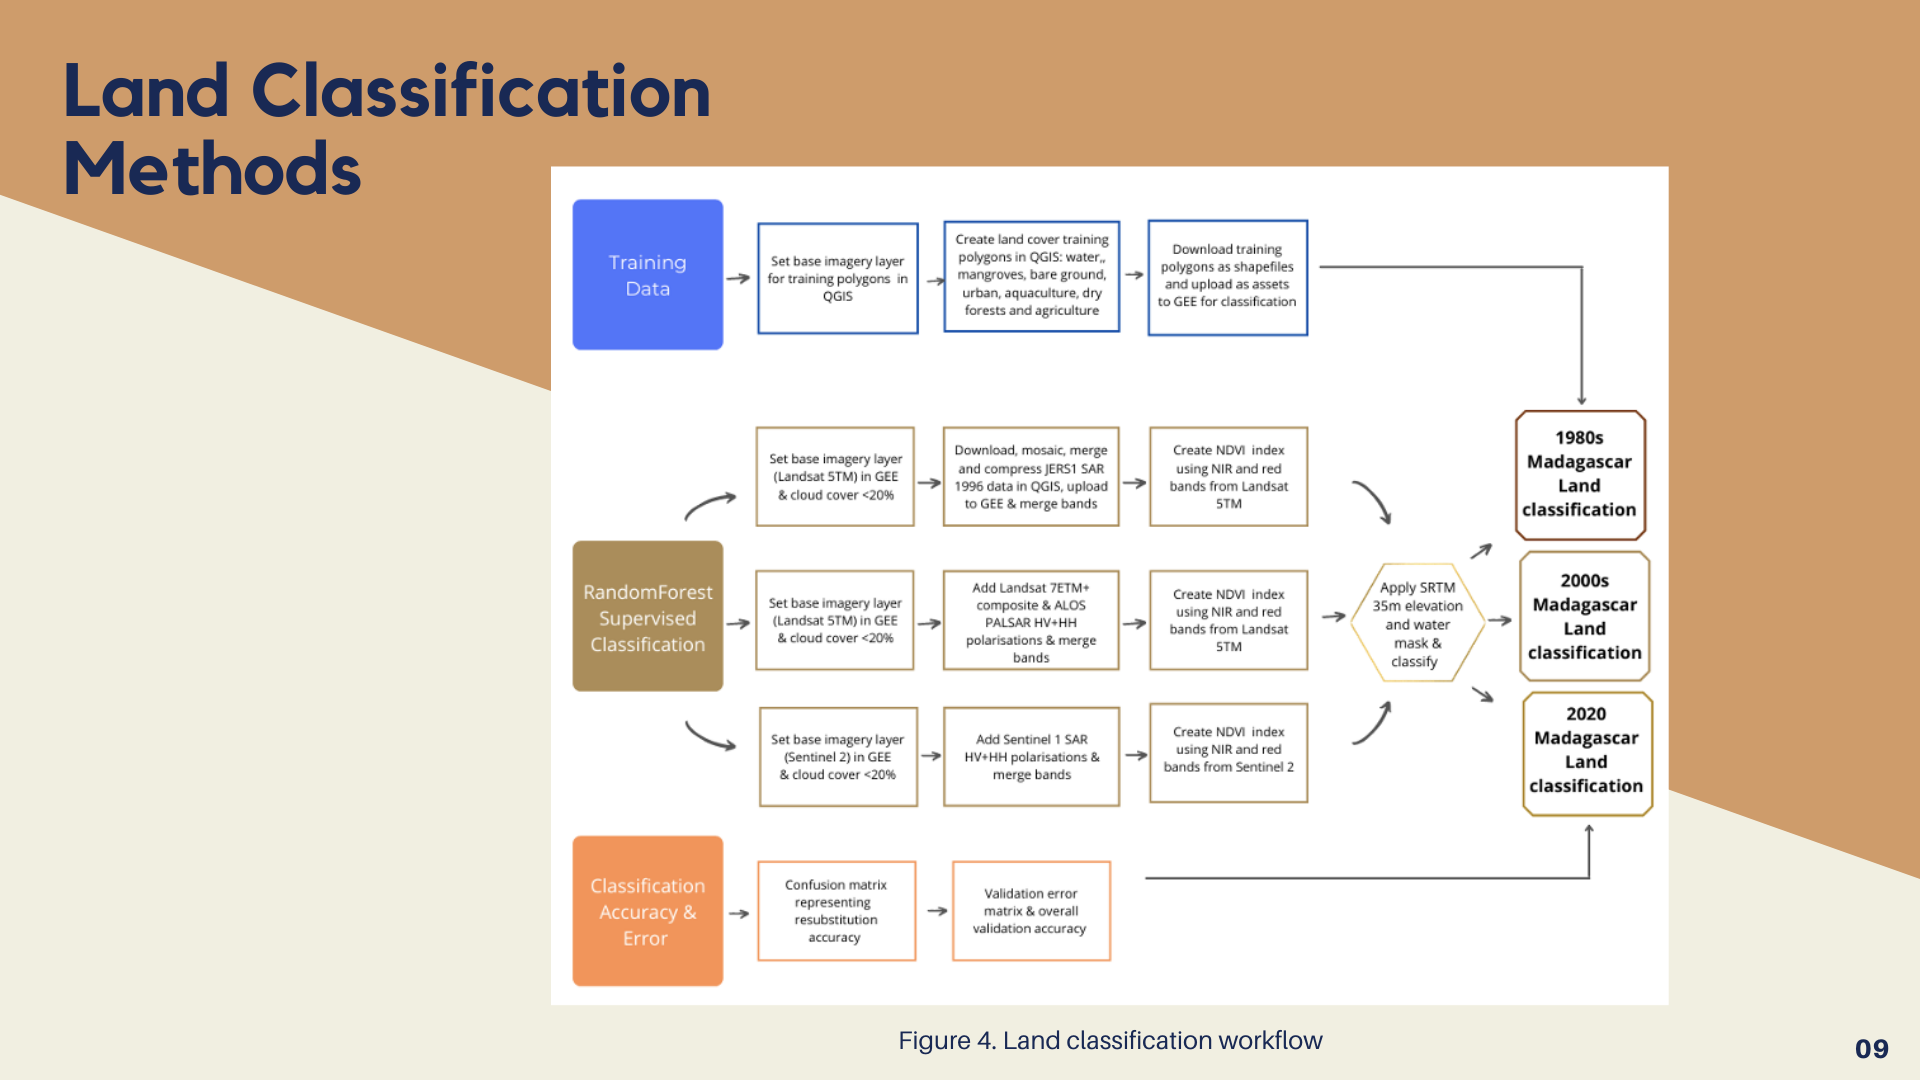 Land Classification
Methods
Training
Data
Set base imagery layer
for training polygons in
QGIS
Create land cover training
polygons in QGIS: water,,
mangroves, bare ground,
urban, aquaculture, dry
forests and agriculture
Download training
polygons as shapefiles
and upload as assets
to GEE for classification
RandomForest
Supervised
Classification
Set base imagery layer
(Landsat 5TM) in GEE
& cloud cover <20%
Download, mosaic, merge
and compress JERS1 SAR
1996 data in QGIS, upload
to GEE & merge bands
Create NDVI index
using NIR and red
bands from Landsat
5TM
Set base imagery layer
(Landsat 5TM) in GEE
& cloud cover <20%
Add Landsat 7ETM+
composite & ALOS
PALSAR HV+HH
polarisations & merge
bands
Create NDVI index
using NIR and red
bands from Landsat
5TM
Set base imagery layer
(Sentinel 2) in GEE
& cloud cover <20%
Add Sentinel 1 SAR
HV+HH polarisations &
merge bands
Create NDVI index
using NIR and red
bands from Sentinel 2
Apply SRTM
35m elevation
and water
mask &
classify
1980s
Madagascar
Land
classification
2000s
Madagascar
Land
classification
2020
Madagascar
Land
classification
Classification
Accuracy &
Error
Confusion matrix
representing
resubstitution
accuracy
Validation error
matrix & overall
validation accuracy
Figure 4. Land classification workflow
09